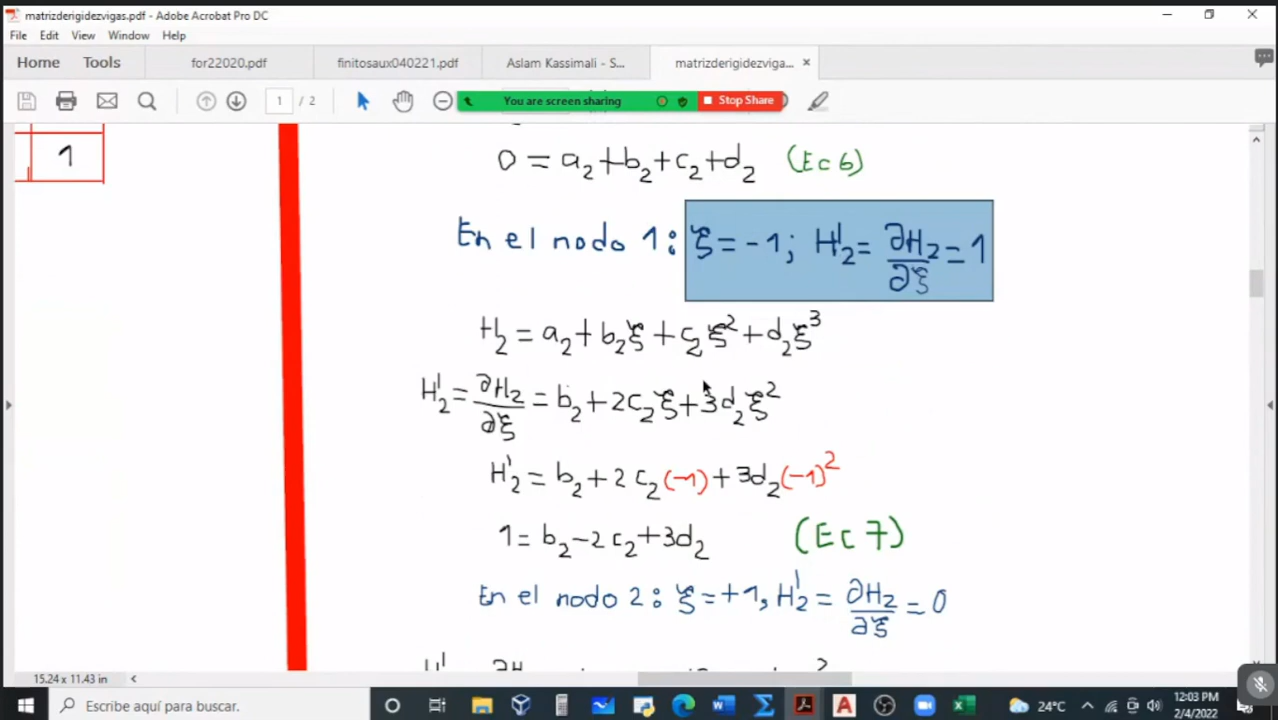 matrizderigidezvigas.pdf - Adobe Acrobat Pro DC
File Edit View Window Help
Home Tools for22020.pdf finitosaux040221.pdf Aslam Kassimali - S... matrizderigidezviga... ×
1 / 2 You are screen sharing Stop Share
1
0 = a₂+b₂+c₂+d₂ (Ec 6)
En el nodo 1: ξ = -1; H'₂ = ∂H₂/∂ξ = 1
H₂ = a₂ + b₂ξ + c₂ξ² + d₂ξ³
H'₂ = ∂H₂/∂ξ = b₂ + 2c₂ξ + 3d₂ξ²
H'₂ = b₂ + 2c₂(-1) + 3d₂(-1)²
1 = b₂ - 2c₂ + 3d₂ (Ec 7)
En el nodo 2: ξ = +1, H'₂ = ∂H₂/∂ξ = 0
15.24 x 11.43 in
Escribe aquí para buscar.
24°C
12:03 PM
2/4/2022